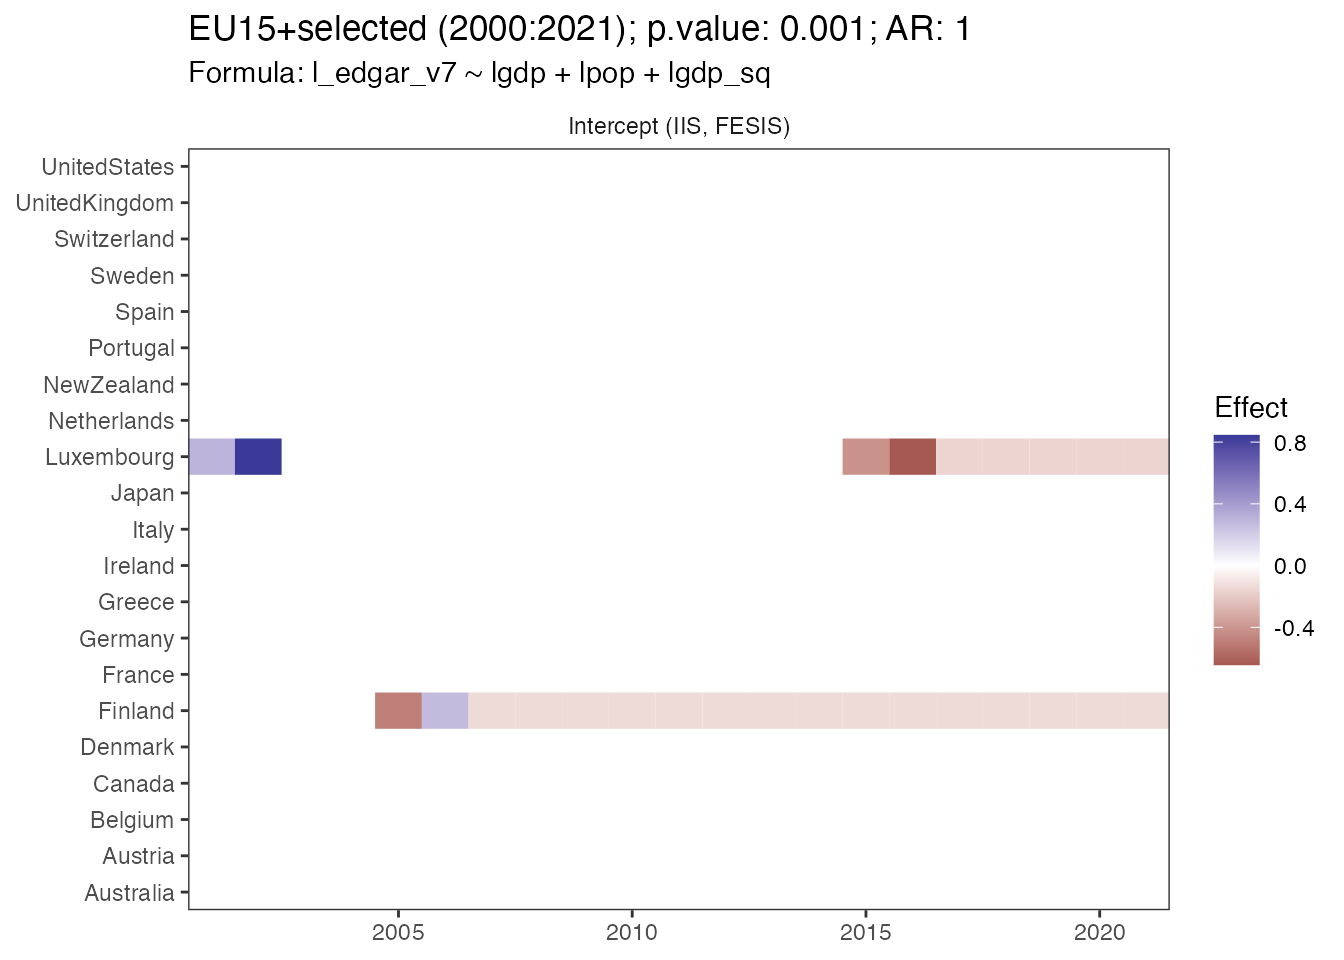 EU15+selected (2000:2021); p.value: 0.001; AR: 1
Formula: l_edgar_v7 ~ lgdp + lpop + lgdp_sq
Intercept (IIS, FESIS)
UnitedStates
UnitedKingdom
Switzerland
Sweden
Spain
Portugal
NewZealand
Netherlands
Luxembourg
Japan
Italy
Ireland
Greece
Germany
France
Finland
Denmark
Canada
Belgium
Austria
Australia
2005 2010 2015 2020
Effect
0.8
0.4
0.0
-0.4